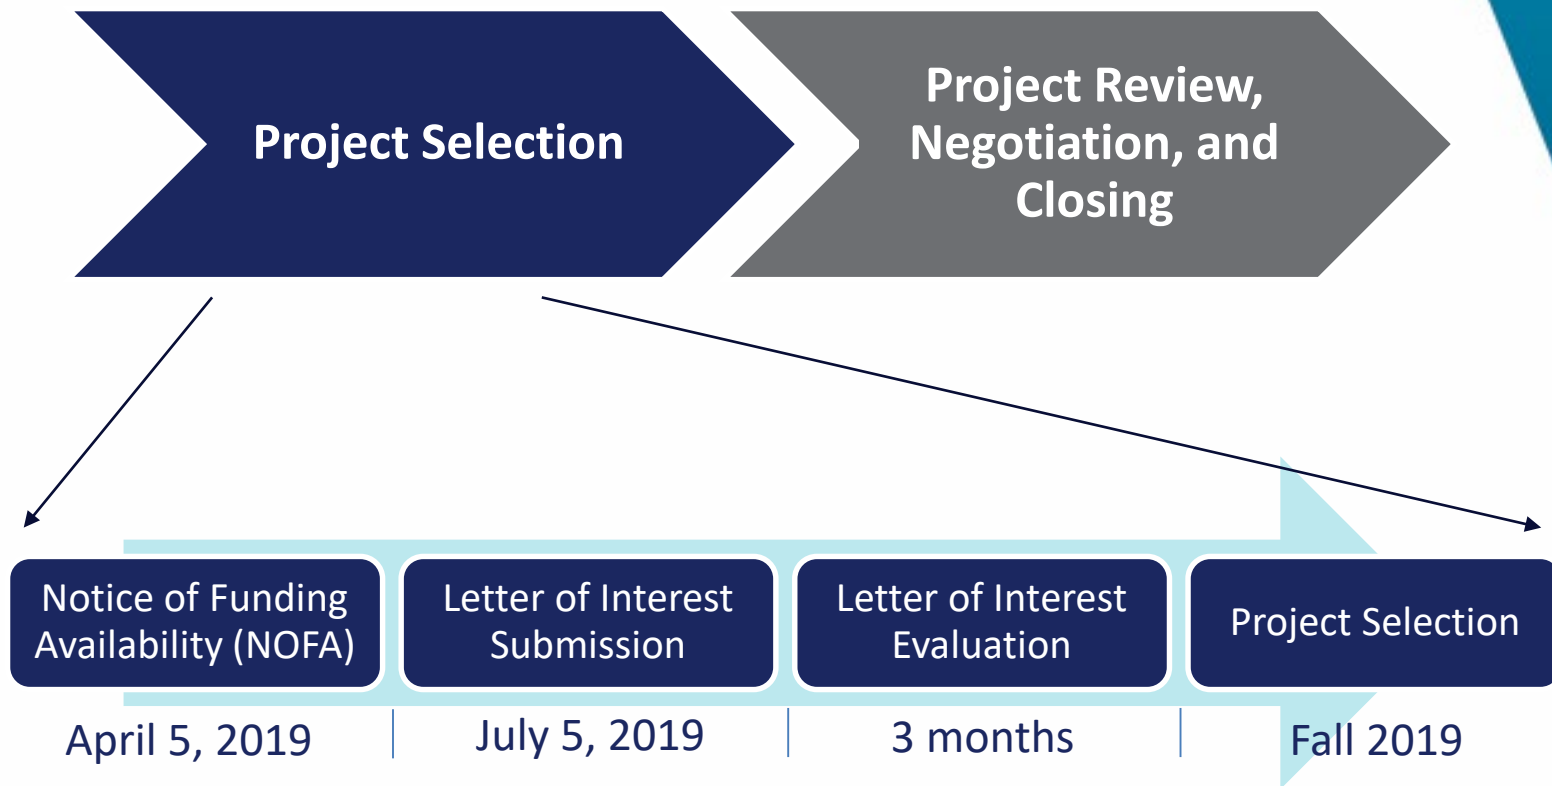 Project Selection
Project Review,
Negotiation, and
Closing
Notice of Funding
Availability (NOFA)
Letter of Interest
Submission
Letter of Interest
Evaluation
Project Selection
April 5, 2019
July 5, 2019
3 months
Fall 2019